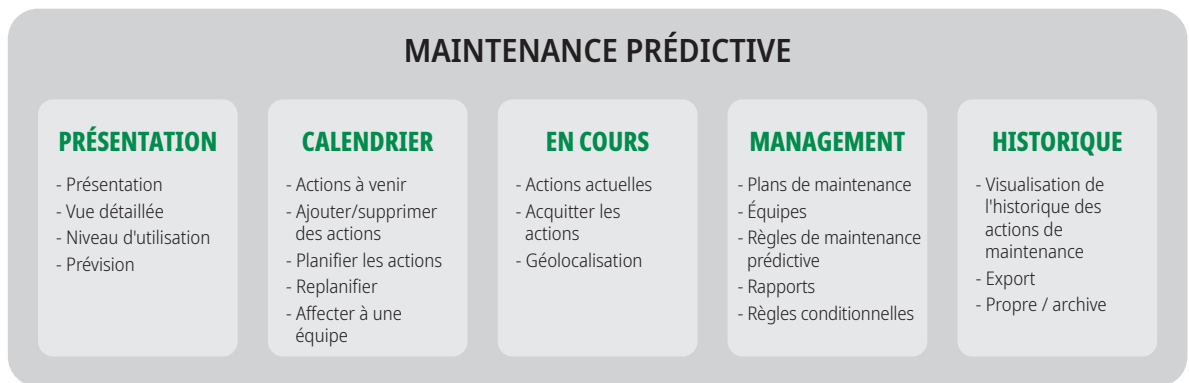 MAINTENANCE PRÉDICTIVE
PRÉSENTATION
- Présentation
- Vue détaillée
- Niveau d'utilisation
- Prévision
CALENDRIER
- Actions à venir
- Ajouter/supprimer
des actions
- Planifier les actions
- Replanifier
- Affecter à une
équipe
EN COURS
- Actions actuelles
- Acquitter les
actions
- Géolocalisation
MANAGEMENT
- Plans de maintenance
- Équipes
- Règles de maintenance
prédictive
- Rapports
- Règles conditionnelles
HISTORIQUE
- Visualisation de
l'historique des
actions de
maintenance
- Export
- Propre / archive